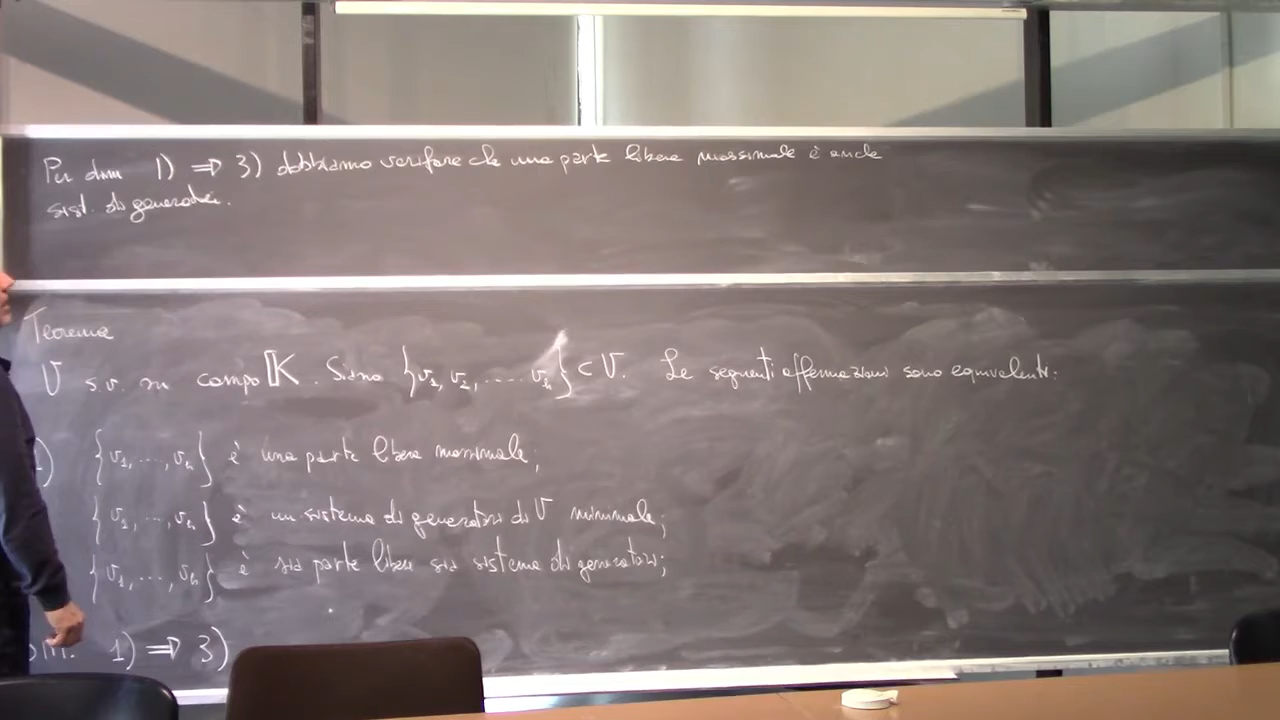 Per dim 1) ⇒ 3) dobbiamo verificare che una parte libera massimale è anche
sist. di generatori.
Teorema
V s.v. su campo 𝕂. Siano {v₁, v₂, .... vₙ} ⊂ V. Le seguenti affermazioni sono equivalenti:
) {v₁, ..., vₙ} è una parte libera massimale;
{v₁, ..., vₙ} è un sistema di generatori di V minimale;
{v₁, ..., vₙ} è sia parte libera sia sistema di generatori;
1) ⇒ 3)